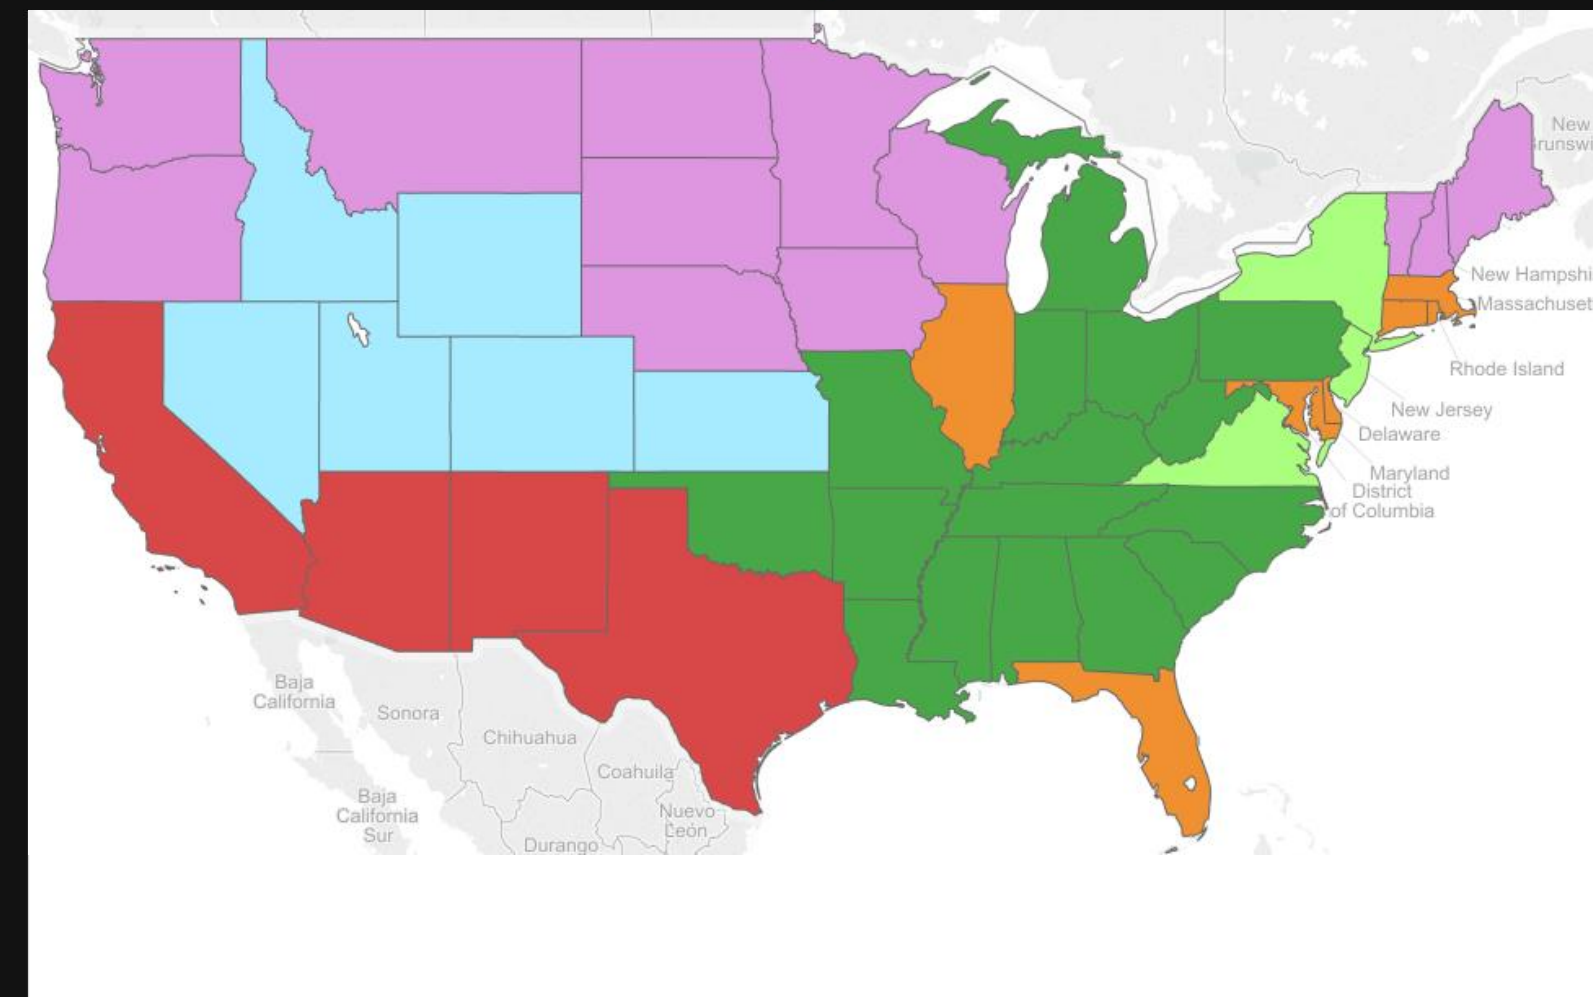 New
New Hampshi
Massachuset
Rhode Island
New Jersey
Delaware
Maryland
District
of Columbia
Baja
California
Sonora
Chihuahua
Coahuila
Baja
California
Sur
Nuevo
León
Durango